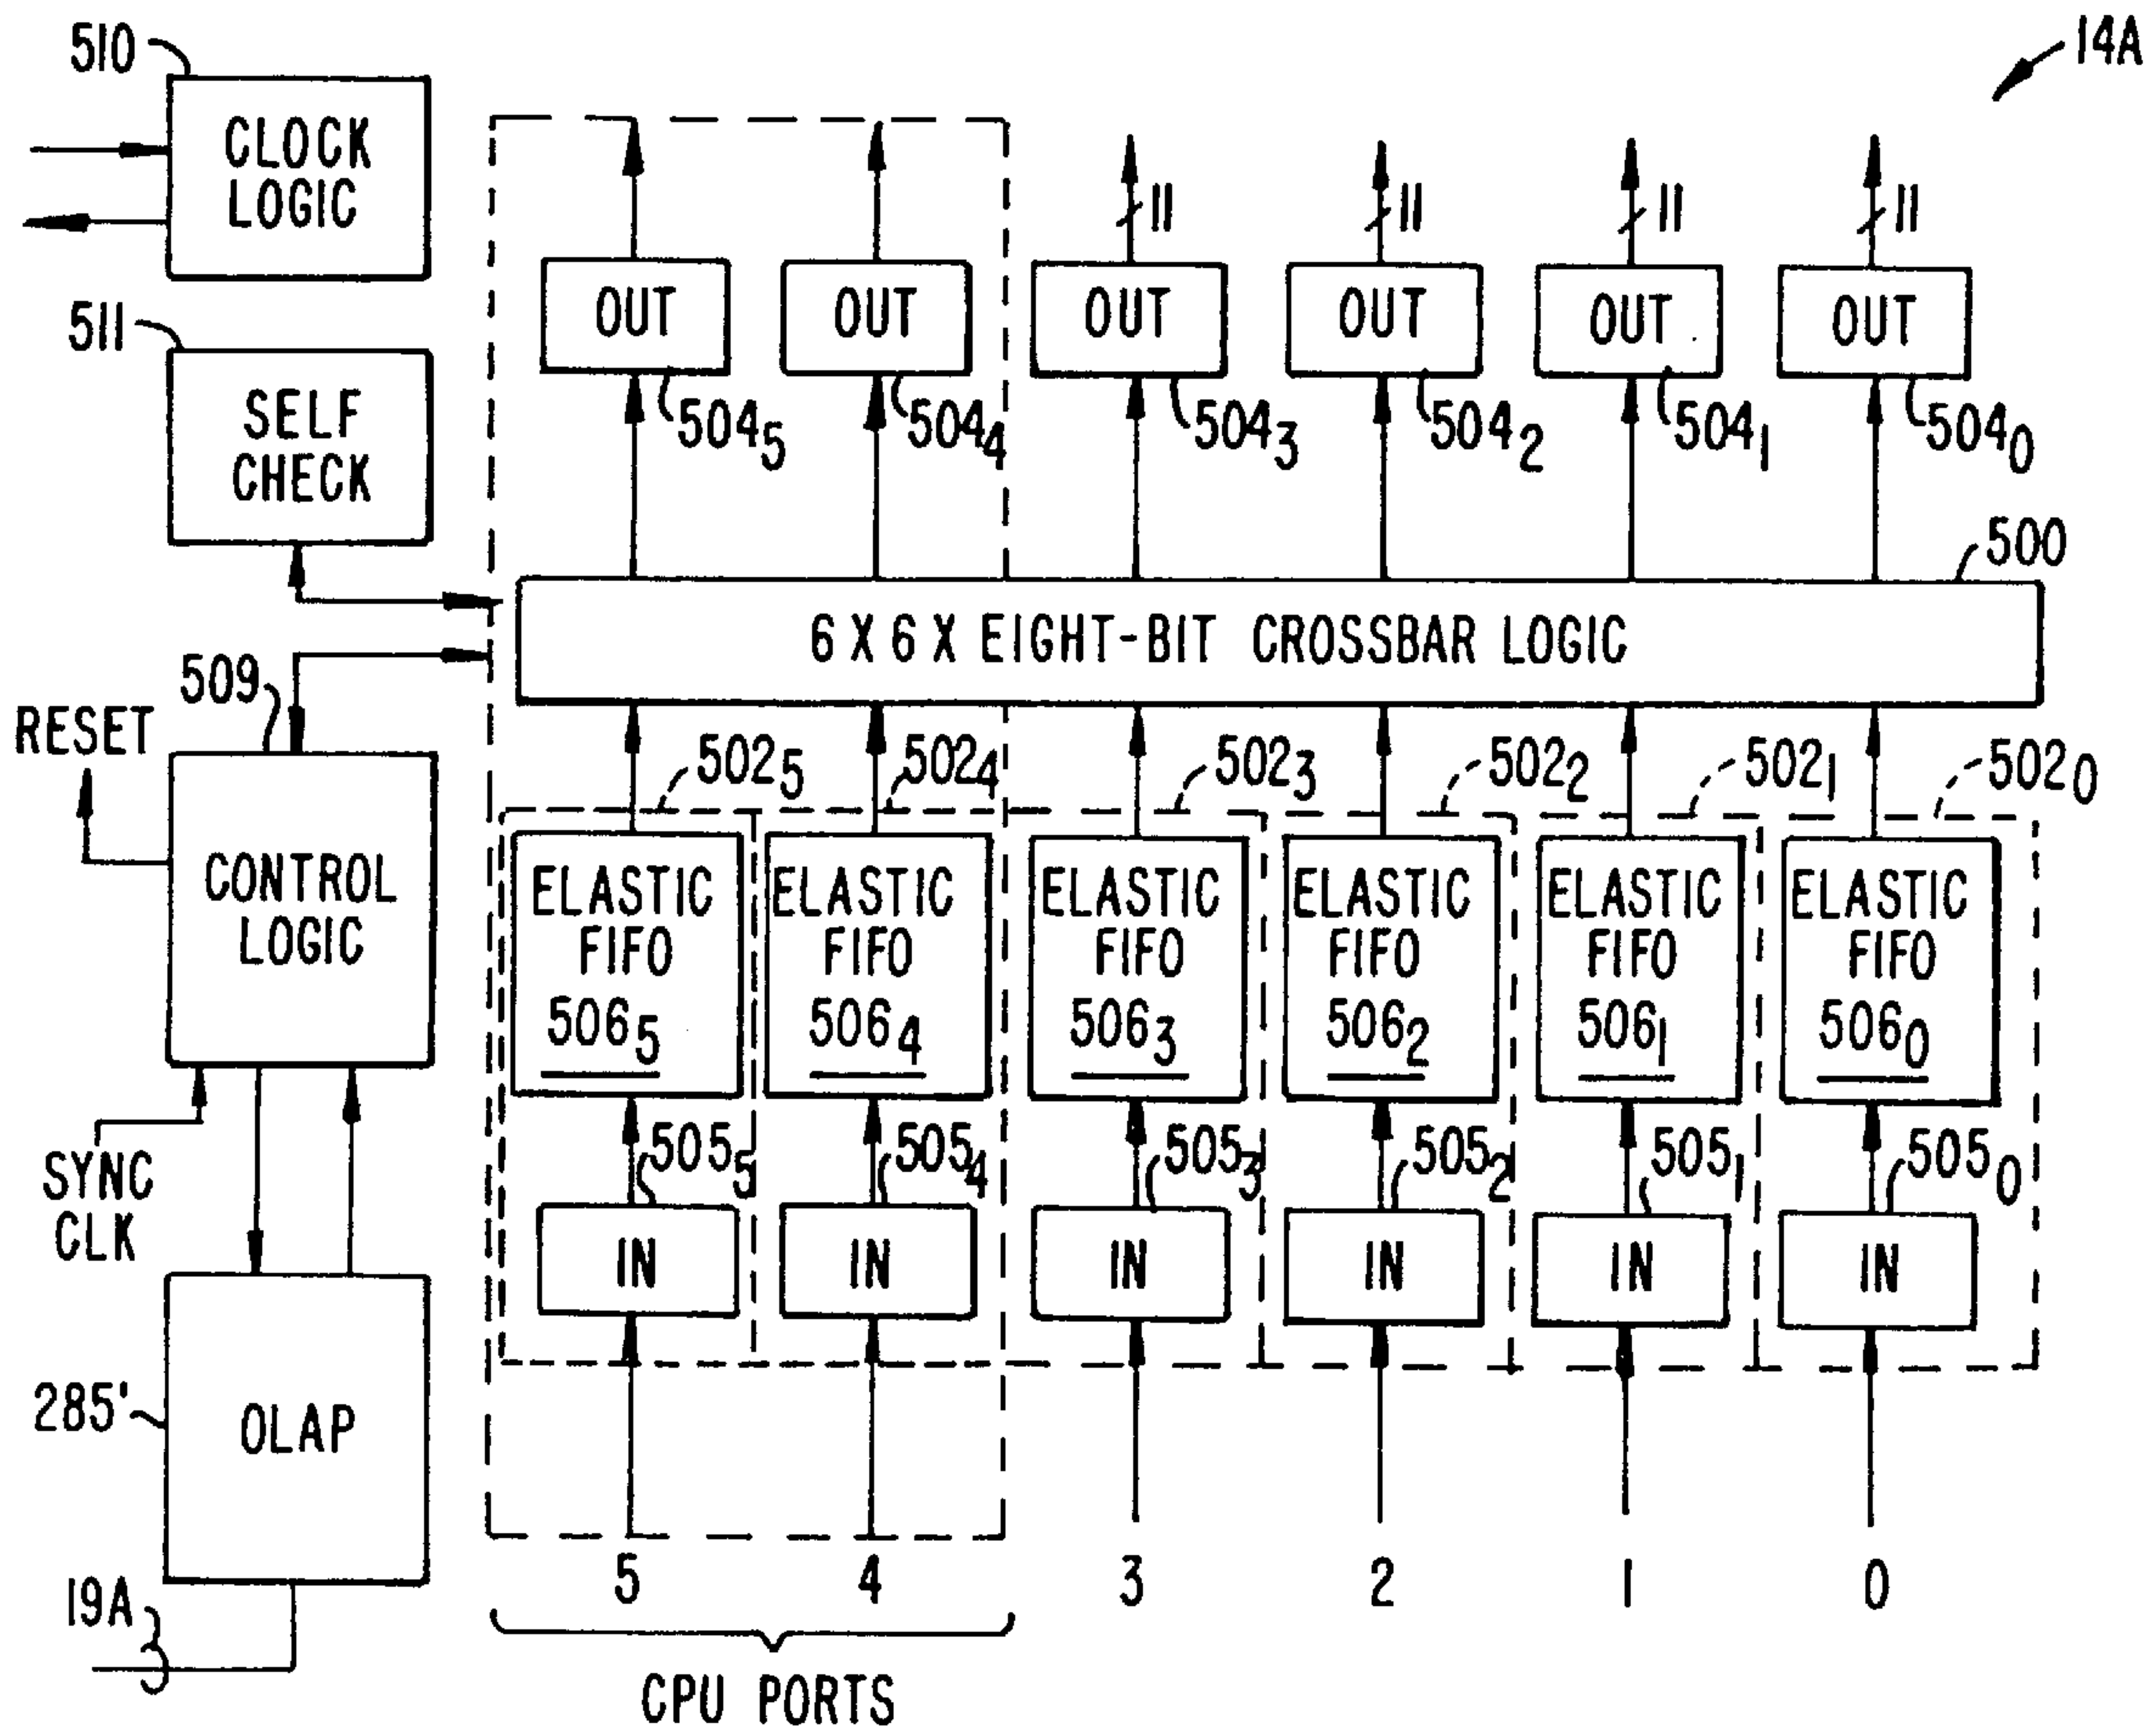 510
14A
CLOCK
LOGIC
11 11 11 11
511
OUT OUT OUT OUT OUT OUT
SELF
CHECK
504₅ 504₄ 504₃ 504₂ 504₁ 504₀
500
6 X 6 X EIGHT-BIT CROSSBAR LOGIC
509
RESET
502₅ 502₄ 502₃ 502₂ 502₁ 502₀
CONTROL
LOGIC
ELASTIC ELASTIC ELASTIC ELASTIC ELASTIC ELASTIC
FIFO FIFO FIFO FIFO FIFO FIFO
506₅ 506₄ 506₃ 506₂ 506₁ 506₀
SYNC
CLK
505₅ 505₄ 505₃ 505₂ 505₁ 505₀
IN IN IN IN IN IN
285'
OLAP
19A
5 4 3 2 1 0
CPU PORTS